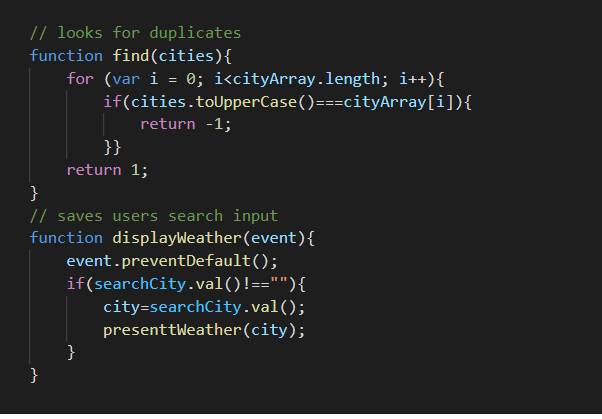 // looks for duplicates
function find(cities){
    for (var i = 0; i<cityArray.length; i++){
        if(cities.toUpperCase()===cityArray[i]){
            return -1;
        }}
    return 1;
}
// saves users search input
function displayWeather(event){
    event.preventDefault();
    if(searchCity.val()!==""){
        city=searchCity.val();
        presenttWeather(city);
    }
}